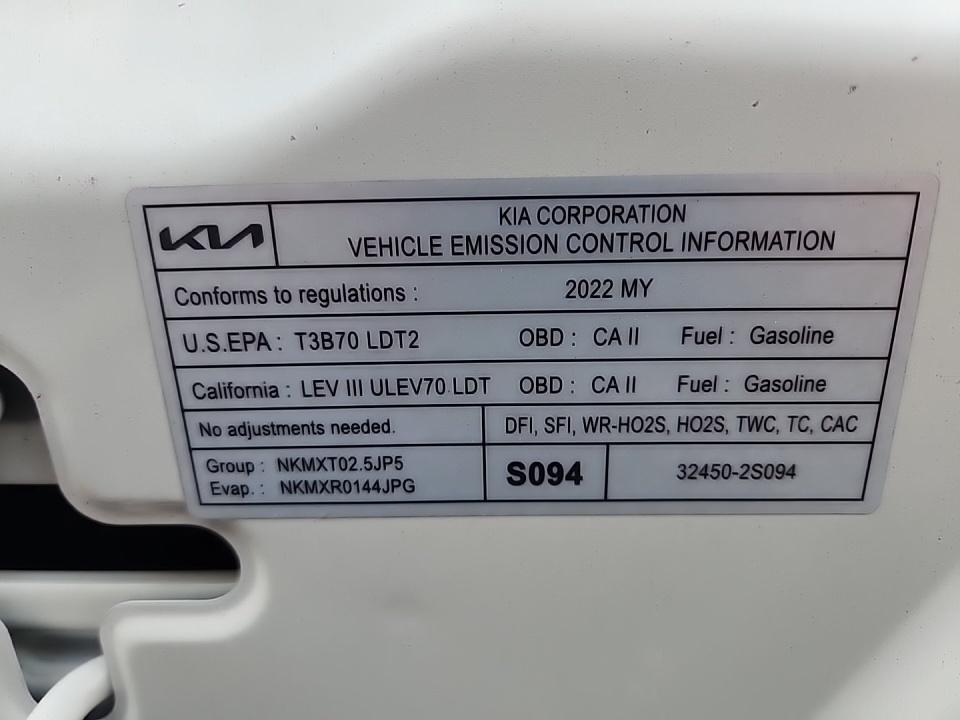 KIA
KIA CORPORATION
VEHICLE EMISSION CONTROL INFORMATION
Conforms to regulations : 2022 MY
U.S.EPA : T3B70 LDT2 OBD : CA II Fuel : Gasoline
California : LEV III ULEV70 LDT OBD : CA II Fuel : Gasoline
No adjustments needed. DFI, SFI, WR-HO2S, HO2S, TWC, TC, CAC
Group : NKMXT02.5JP5
Evap. : NKMXR0144JPG
S094
32450-2S094